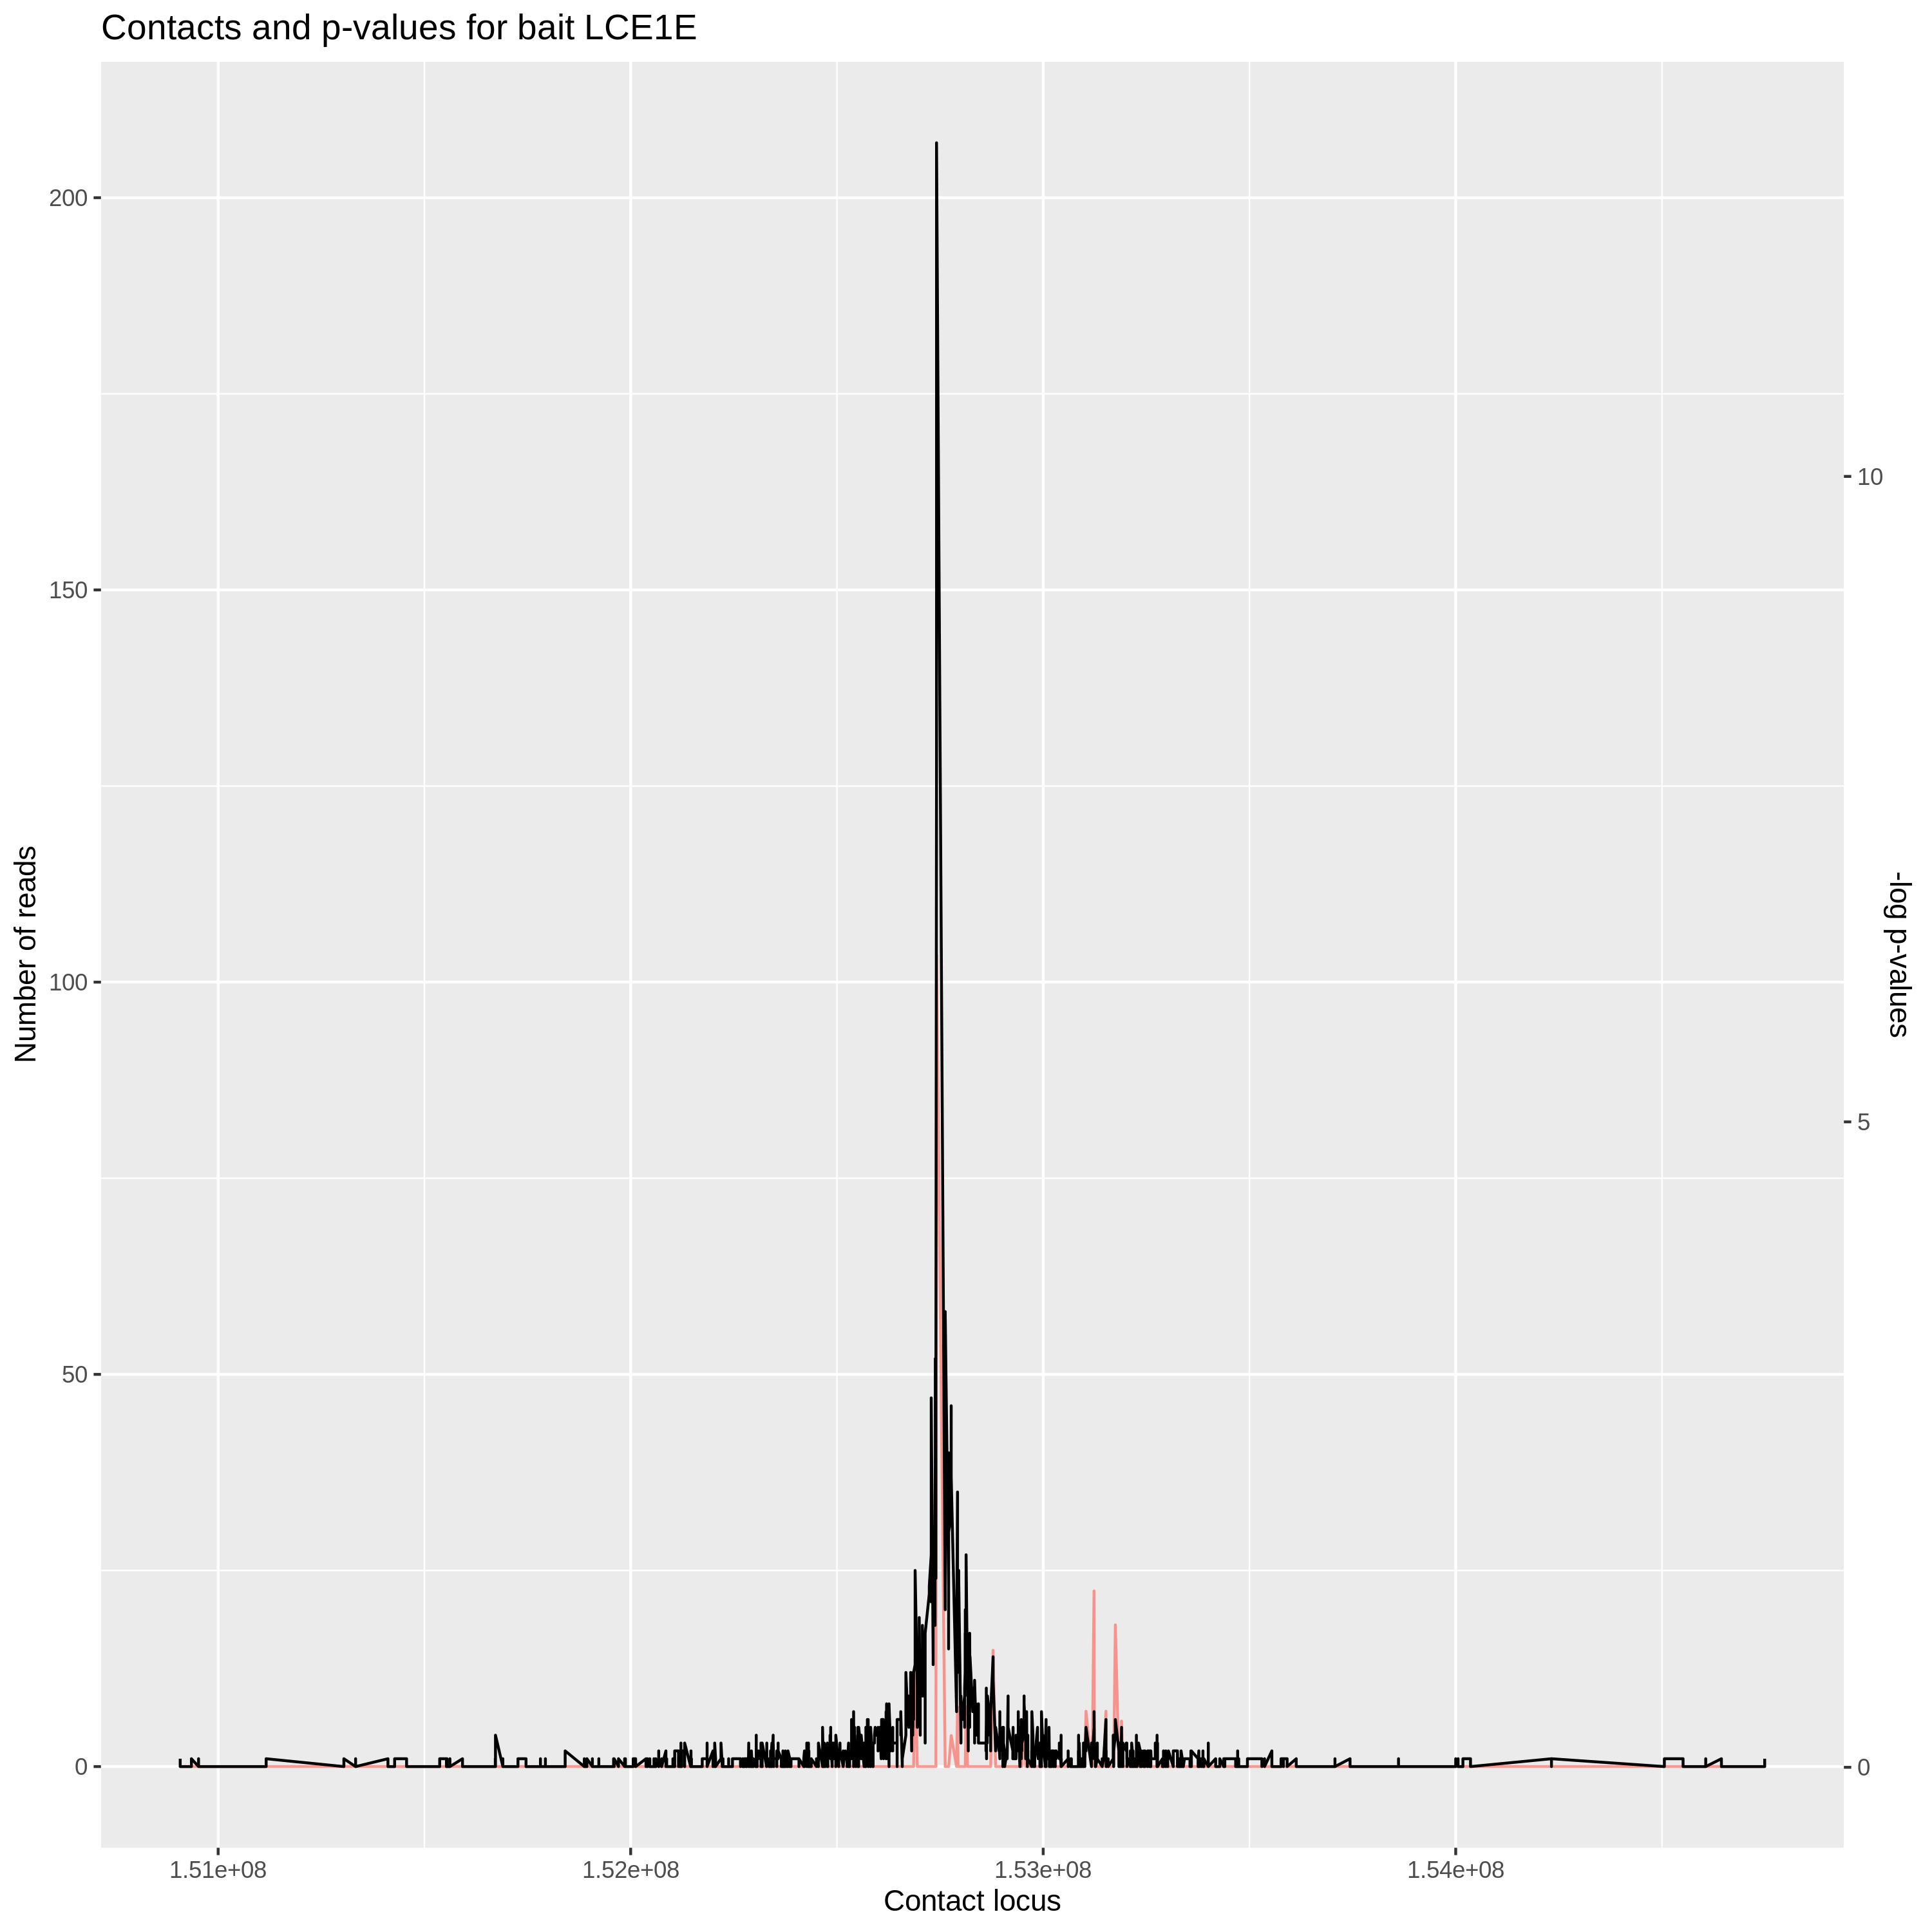 Contacts and p-values for bait LCE1E
200
150
100
50
0
Number of reads
10
5
0
-log p-values
1.51e+08
1.52e+08
1.53e+08
1.54e+08
Contact locus